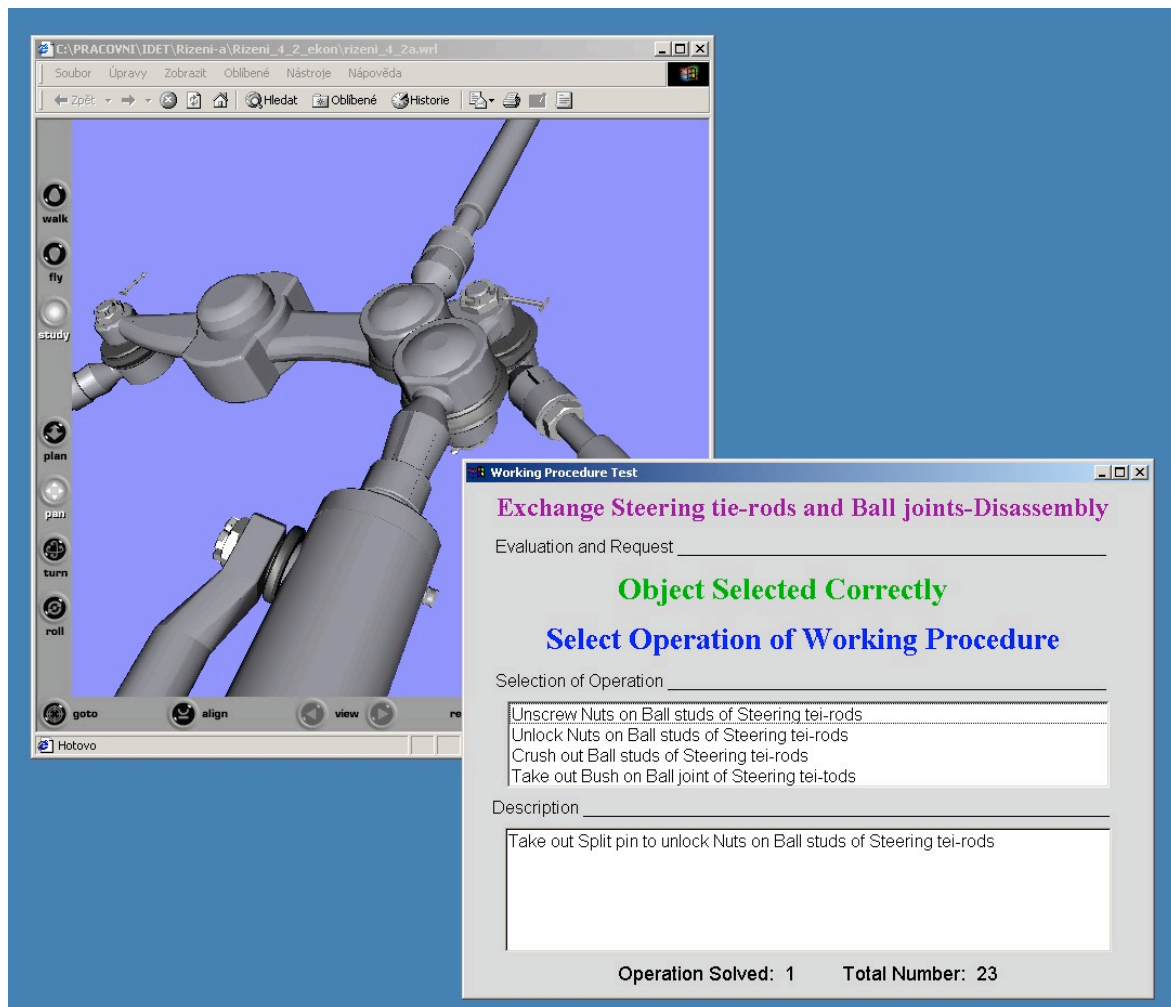 C:\PRACOVNI\IDET\Rizeni-a\Rizeni_4_2_ekon\rizeni_4_2a.wrl
Soubor Úpravy Zobrazit Oblíbené Nástroje Nápověda
Zpět Hledat Oblíbené Historie
walk
fly
study
plan
pan
turn
roll
goto align view re
Hotovo
Working Procedure Test
Exchange Steering tie-rods and Ball joints-Disassembly
Evaluation and Request
Object Selected Correctly
Select Operation of Working Procedure
Selection of Operation
Unscrew Nuts on Ball studs of Steering tei-rods
Unlock Nuts on Ball studs of Steering tei-rods
Crush out Ball studs of Steering tei-rods
Take out Bush on Ball joint of Steering tei-tods
Description
Take out Split pin to unlock Nuts on Ball studs of Steering tei-rods
Operation Solved: 1 Total Number: 23